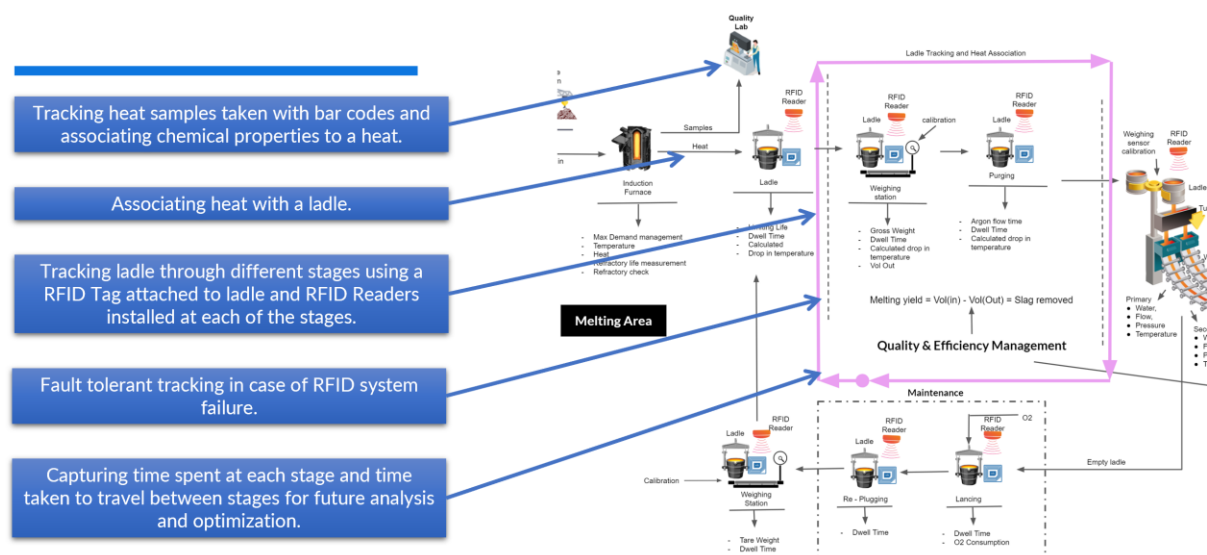 Tracking heat samples taken with bar codes and
associating chemical properties to a heat.
Associating heat with a ladle.
Tracking ladle through different stages using a
RFID Tag attached to ladle and RFID Readers
installed at each of the stages.
Fault tolerant tracking in case of RFID system
failure.
Capturing time spent at each stage and time
taken to travel between stages for future analysis
and optimization.
Quality
Lab
Ladle Tracking and Heat Association
Samples
Heat
Induction
Furnace
- Max Demand management
- Temperature
- Heat
- Refractory life measurement
- Refractory check
RFID
Reader
Ladle
Life
- Dwell Time
- Calculated
- Drop in temperature
RFID
Reader
Ladle
calibration
Weighing
station
- Gross Weight
- Dwell Time
- Calculated drop in
temperature
- Vol Out
RFID
Reader
Ladle
Purging
- Argon flow time
- Dwell Time
- Calculated drop in
temperature
Weighing
sensor
calibration
RFID
Reader
Ladle
Melting yield = Vol(in) - Vol(Out) = Slag removed
Quality & Efficiency Management
Melting Area
Primary
● Water,
● Flow,
● Pressure
● Temperature
Maintenance
Ladle
RFID
Reader
Calibration
Weighing
Station
- Tare Weight
- Dwell Time
Ladle
RFID
Reader
Re - Plugging
- Dwell Time
RFID
Reader
O2
Lancing
- Dwell Time
- O2 Consumption
Empty ladle